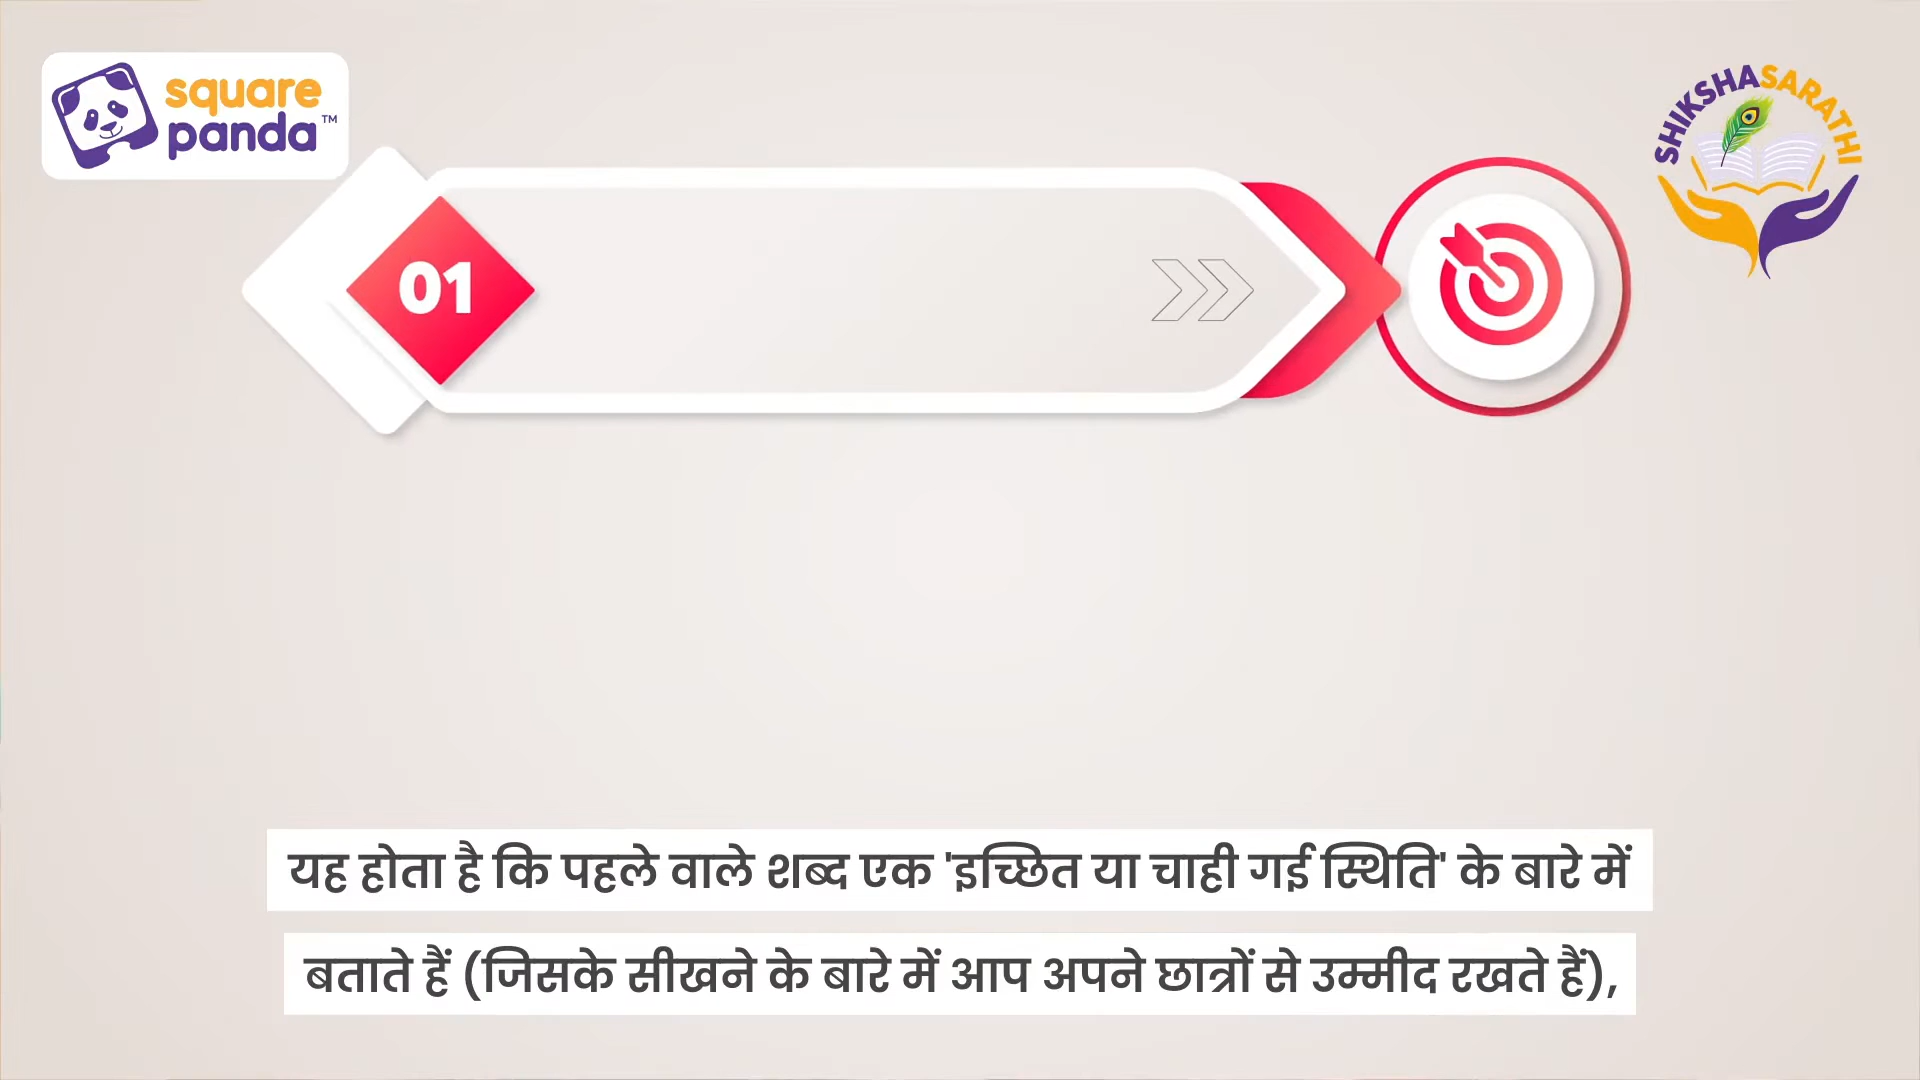 square
panda™
SHIKSHASARATHI
01
यह होता है कि पहले वाले शब्द एक 'इच्छित या चाही गई स्थिति' के बारे में
बताते हैं (जिसके सीखने के बारे में आप अपने छात्रों से उम्मीद रखते हैं),